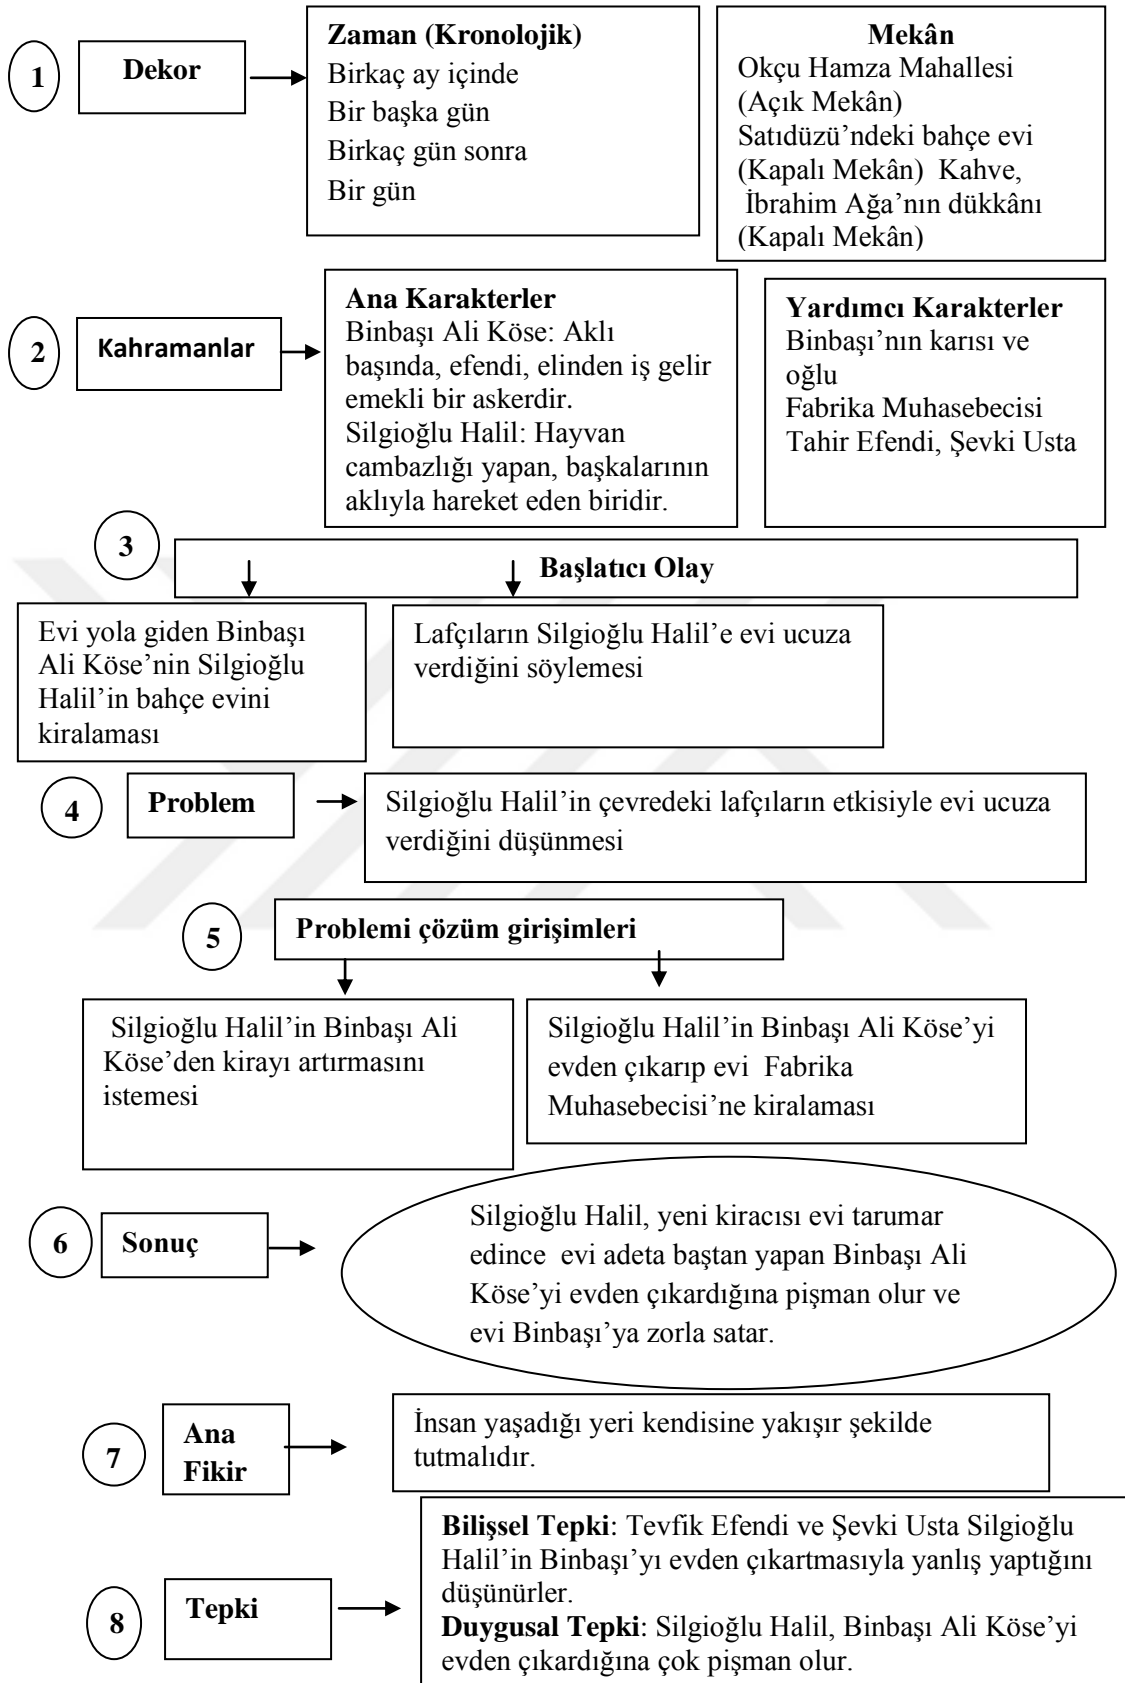 1
Dekor
Zaman (Kronolojik)
Birkaç ay içinde
Bir başka gün
Birkaç gün sonra
Bir gün
Mekân
Okçu Hamza Mahallesi
(Açık Mekân)
Satıdüzü’ndeki bahçe evi
(Kapalı Mekân) Kahve,
İbrahim Ağa’nın dükkânı
(Kapalı Mekân)
2
Kahramanlar
Ana Karakterler
Binbaşı Ali Köse: Aklı
başında, efendi, elinden iş gelir
emekli bir askerdir.
Silgioğlu Halil: Hayvan
cambazlığı yapan, başkalarının
aklıyla hareket eden biridir.
Yardımcı Karakterler
Binbaşı’nın karısı ve
oğlu
Fabrika Muhasebecisi
Tahir Efendi, Şevki Usta
3
Başlatıcı Olay
Evi yola giden Binbaşı
Ali Köse’nin Silgioğlu
Halil’in bahçe evini
kiralaması
Lafçıların Silgioğlu Halil’e evi ucuza
verdiğini söylemesi
4
Problem
Silgioğlu Halil’in çevredeki lafçıların etkisiyle evi ucuza
verdiğini düşünmesi
5
Problemi çözüm girişimleri
Silgioğlu Halil’in Binbaşı Ali
Köse’den kirayı artırmasını
istemesi
Silgioğlu Halil’in Binbaşı Ali Köse’yi
evden çıkarıp evi Fabrika
Muhasebecisi’ne kiralaması
6
Sonuç
Silgioğlu Halil, yeni kiracısı evi tarumar
edince evi adeta baştan yapan Binbaşı Ali
Köse’yi evden çıkardığına pişman olur ve
evi Binbaşı’ya zorla satar.
7
Ana
Fikir
İnsan yaşadığı yeri kendisine yakışır şekilde
tutmalıdır.
8
Tepki
Bilişsel Tepki: Tevfik Efendi ve Şevki Usta Silgioğlu
Halil’in Binbaşı’yı evden çıkartmasıyla yanlış yaptığını
düşünürler.
Duygusal Tepki: Silgioğlu Halil, Binbaşı Ali Köse’yi
evden çıkardığına çok pişman olur.